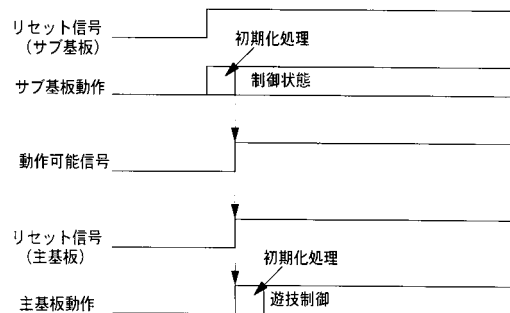 リセット信号
（サブ基板）
初期化処理
サブ基板動作
制御状態
動作可能信号
リセット信号
（主基板）
初期化処理
主基板動作
遊技制御